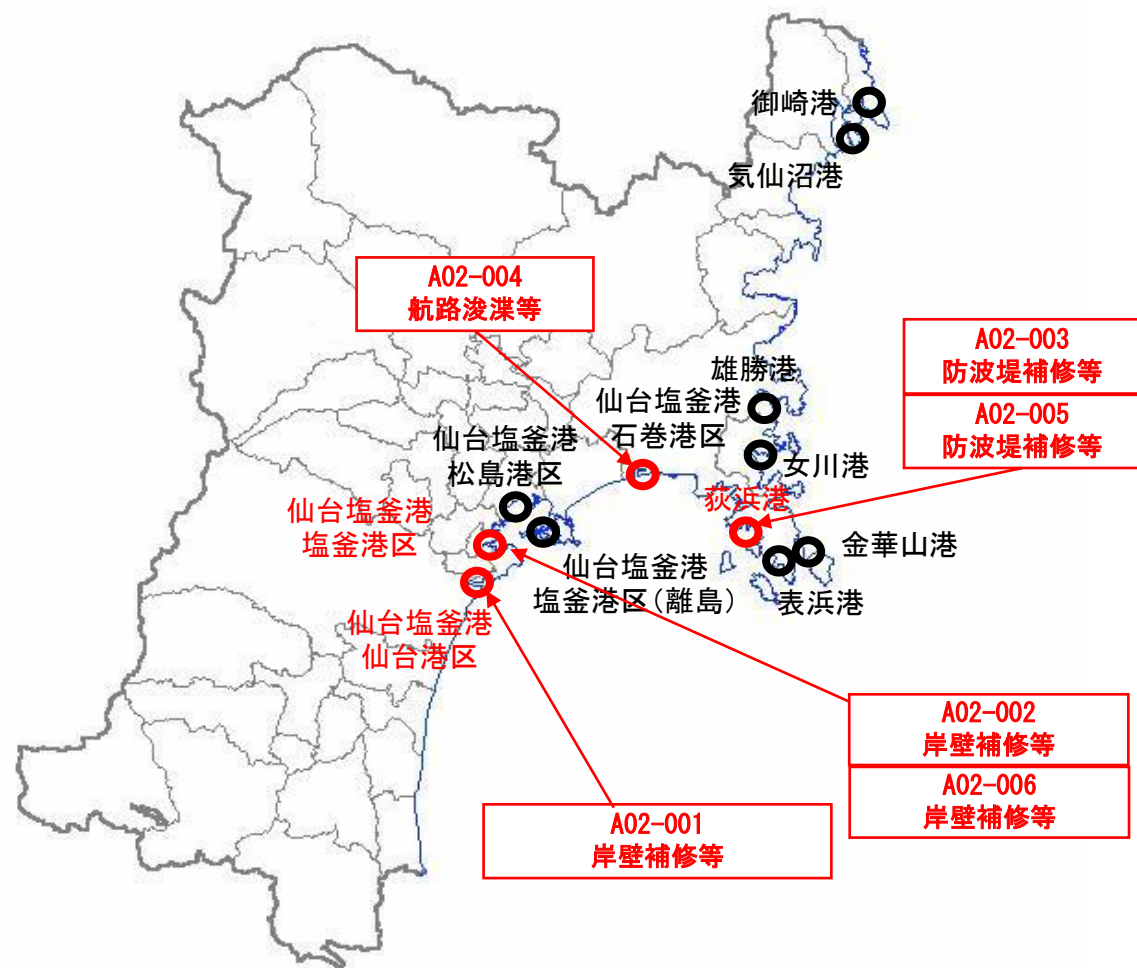 御崎港
気仙沼港
A02-004
航路浚渫等
A02-003
防波堤補修等
A02-005
防波堤補修等
雄勝港
仙台塩釜港
石巻港区
仙台塩釜港
松島港区
女川港
荻浜港
仙台塩釜港
塩釜港区
金華山港
仙台塩釜港
塩釜港区(離島)
表浜港
仙台塩釜港
仙台港区
A02-002
岸壁補修等
A02-006
岸壁補修等
A02-001
岸壁補修等